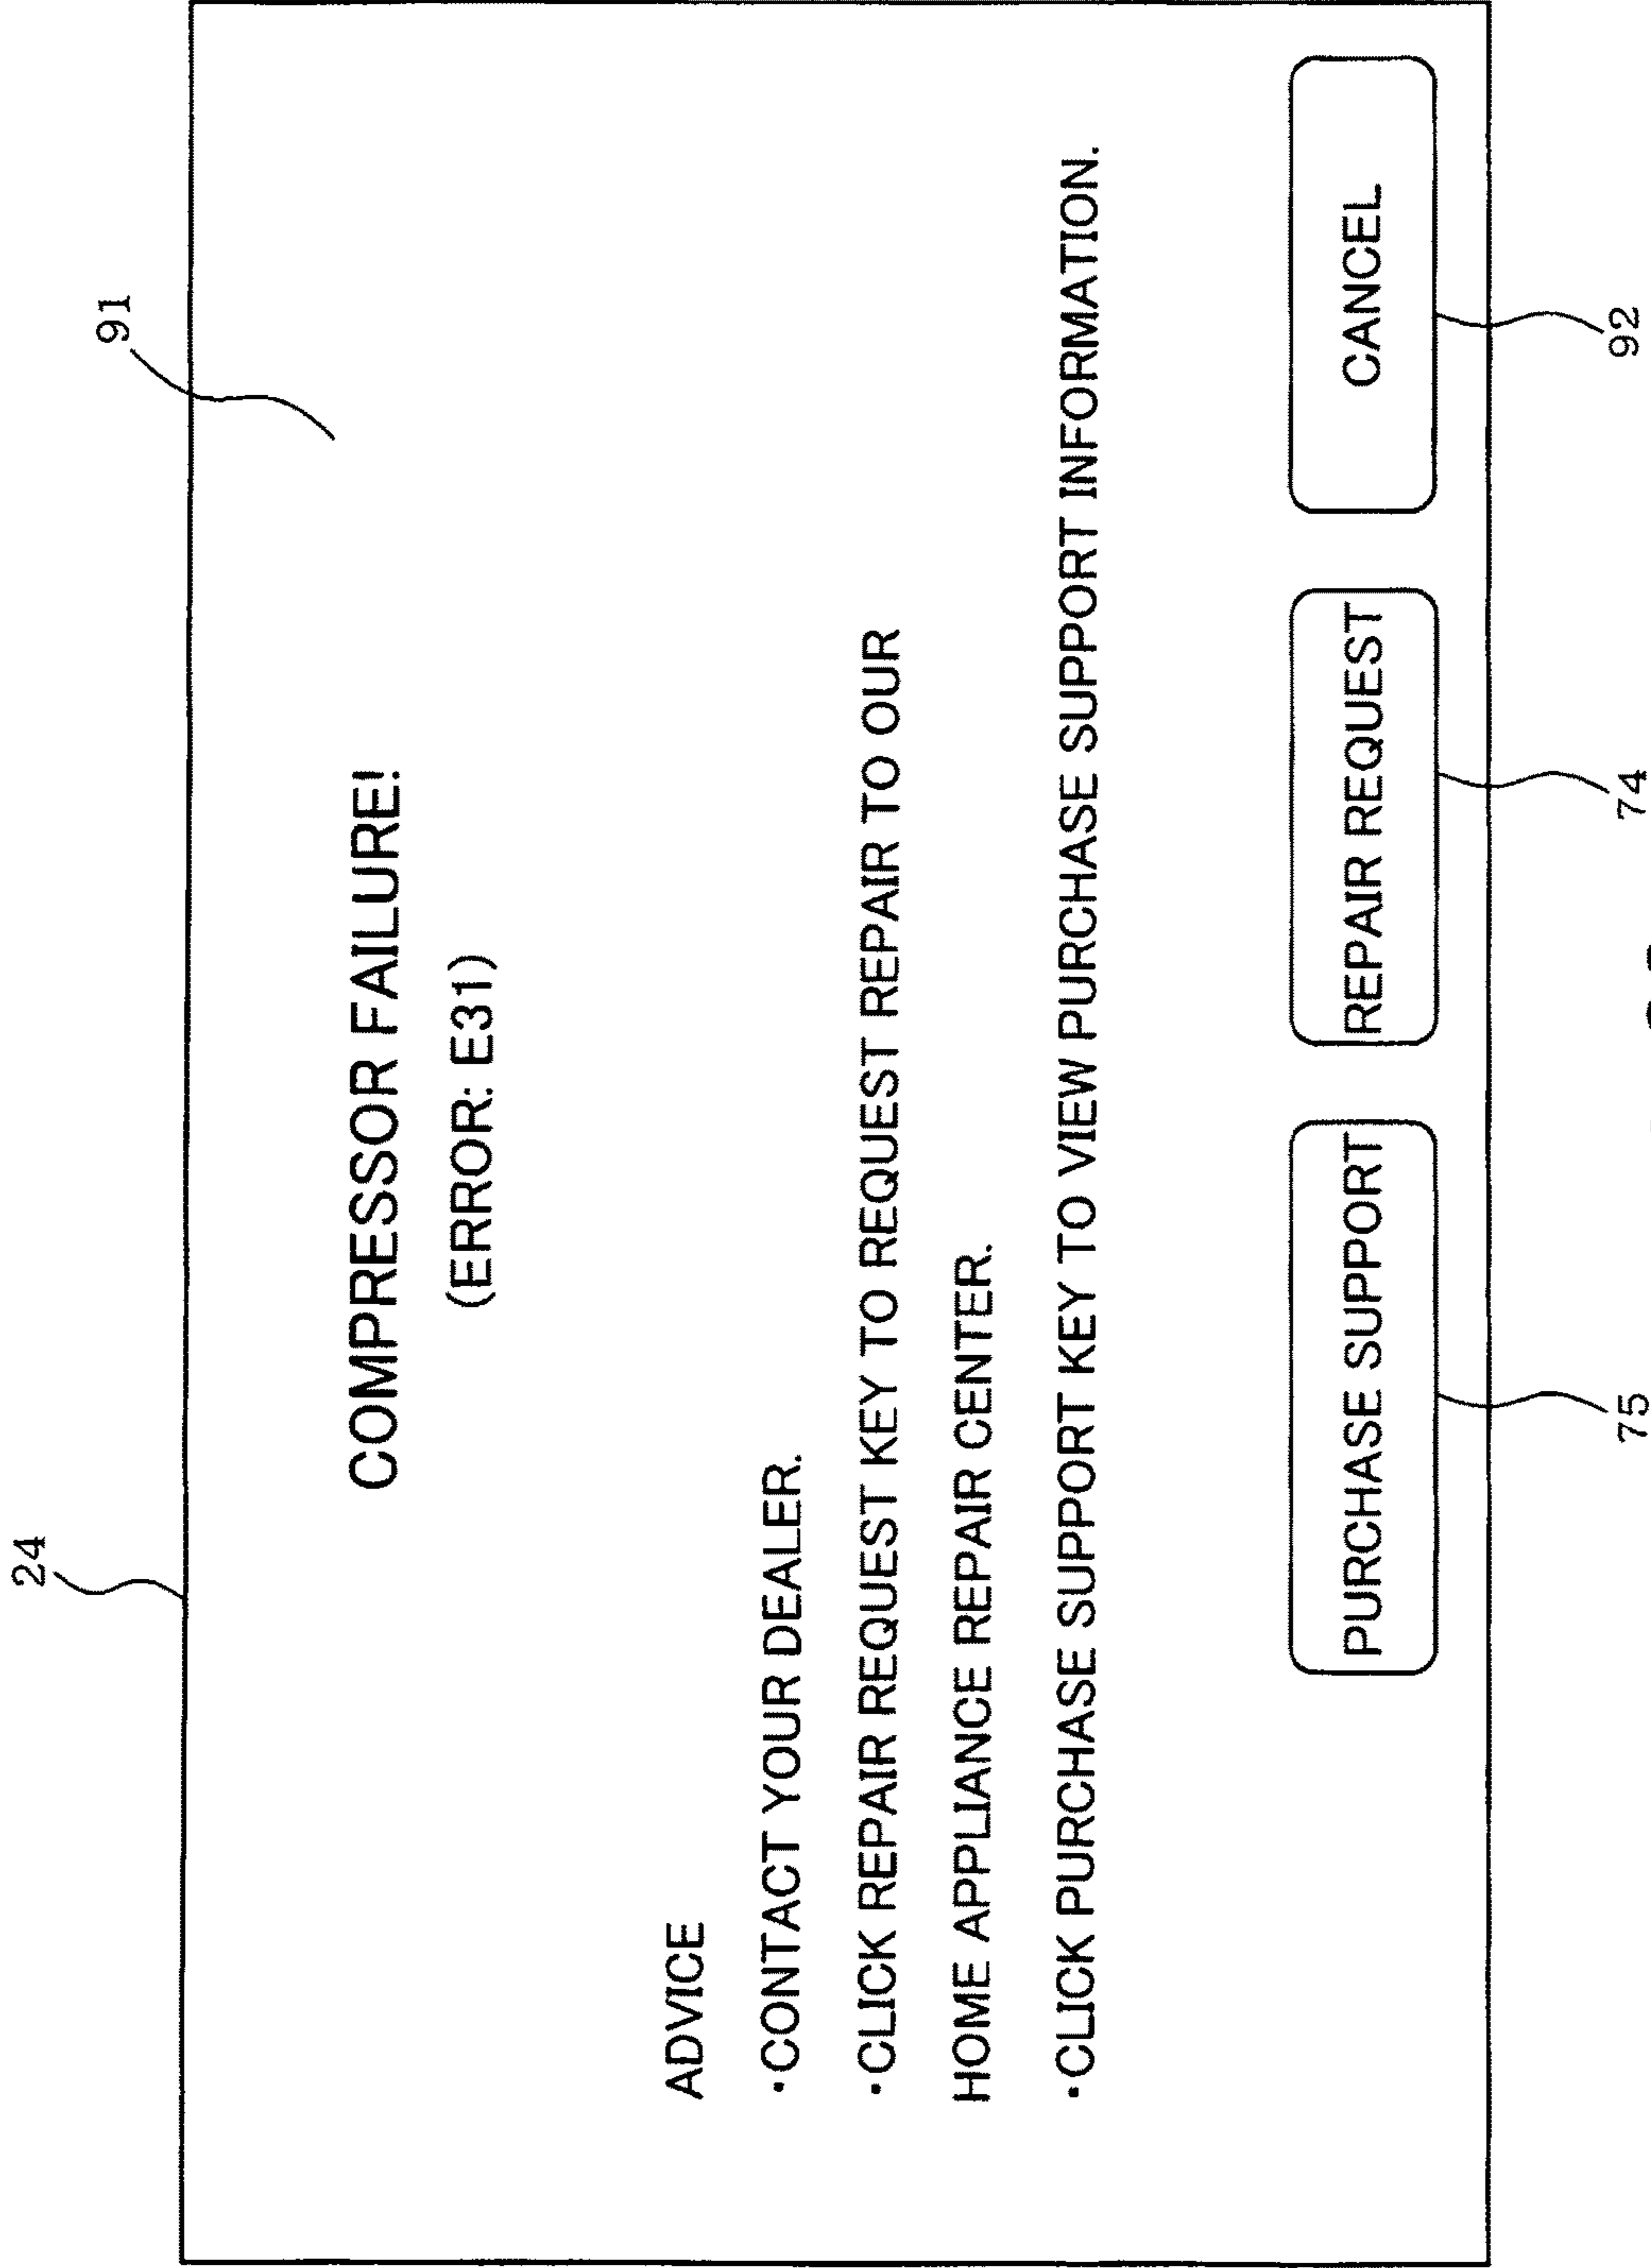 24
91
COMPRESSOR FAILURE!
(ERROR: E31)
ADVICE
・CONTACT YOUR DEALER.
・CLICK REPAIR REQUEST KEY TO REQUEST REPAIR TO OUR
HOME APPLIANCE REPAIR CENTER.
・CLICK PURCHASE SUPPORT KEY TO VIEW PURCHASE SUPPORT INFORMATION.
PURCHASE SUPPORT
REPAIR REQUEST
CANCEL
75
74
92